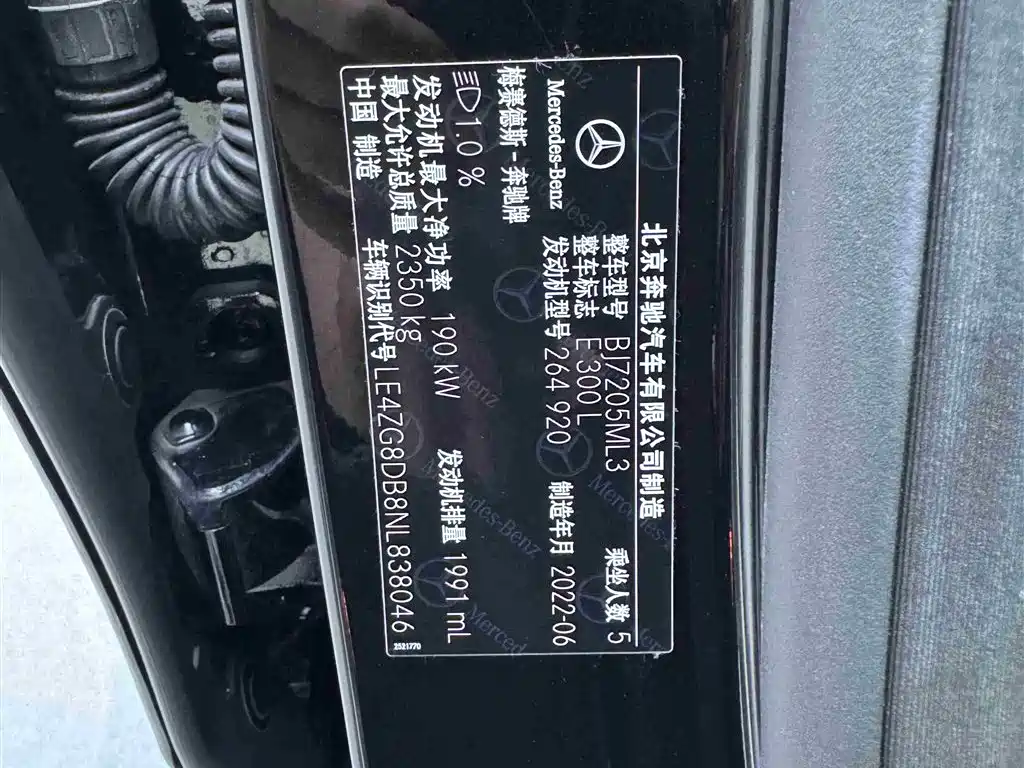 北京奔驰汽车有限公司制造
Mercedes-Benz
梅赛德斯-奔驰牌
整车型号 BJ7205ML3 乘坐人数 5
整车标志 E 300 L
发动机型号 264 920 制造年月 2022-06
1.0 %
发动机最大净功率 190 kW 发动机排量 1991 mL
最大允许总质量 2350 kg
中国 制造 车辆识别代号 LE4ZG8DB8NL838046
2521770